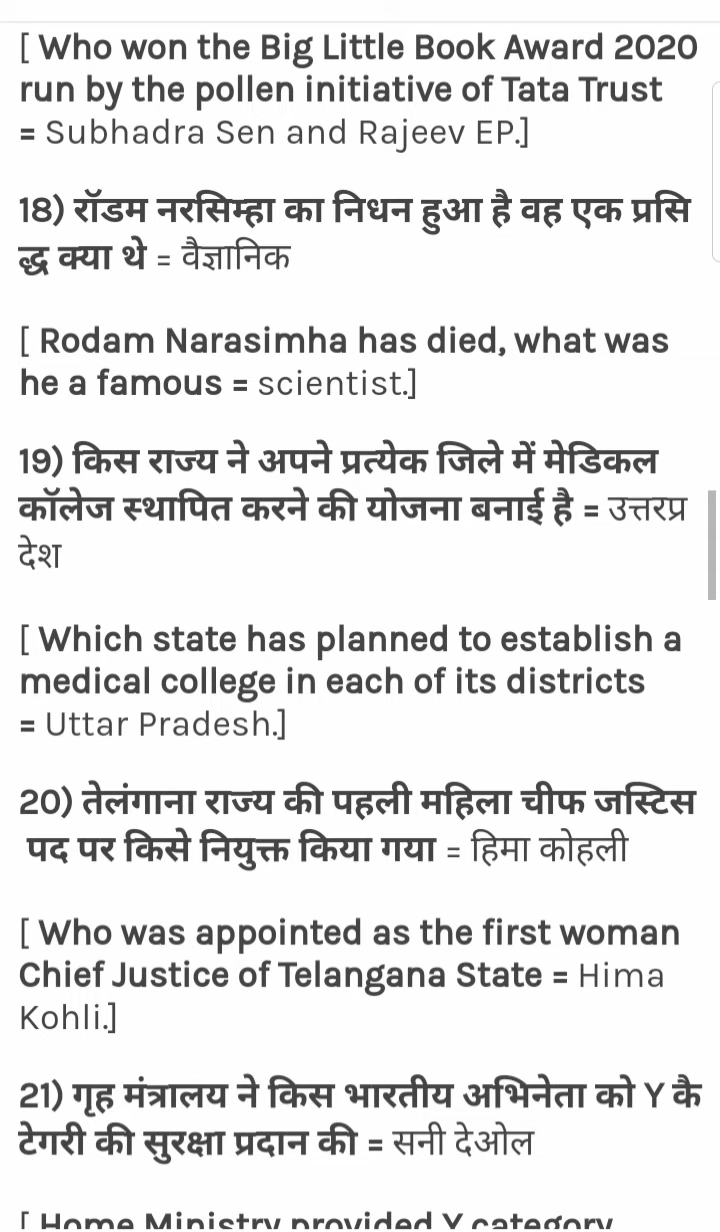 [ Who won the Big Little Book Award 2020
run by the pollen initiative of Tata Trust
= Subhadra Sen and Rajeev EP.]
18) रॉडम नरसिम्हा का निधन हुआ है वह एक प्रसि
द्ध क्या थे = वैज्ञानिक
[ Rodam Narasimha has died, what was
he a famous = scientist.]
19) किस राज्य ने अपने प्रत्येक जिले में मेडिकल
कॉलेज स्थापित करने की योजना बनाई है = उत्तरप्र
देश
[ Which state has planned to establish a
medical college in each of its districts
= Uttar Pradesh.]
20) तेलंगाना राज्य की पहली महिला चीफ जस्टिस
पद पर किसे नियुक्त किया गया = हिमा कोहली
[ Who was appointed as the first woman
Chief Justice of Telangana State = Hima
Kohli.]
21) गृह मंत्रालय ने किस भारतीय अभिनेता को Y कै
टेगरी की सुरक्षा प्रदान की = सनी देओल
[ Home Ministry provided Y category